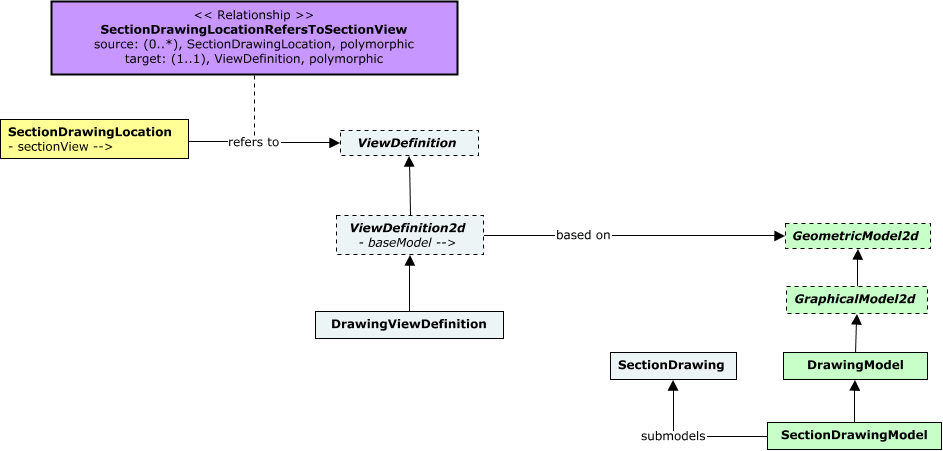 << Relationship >>
SectionDrawingLocationRefersToSectionView
source: (0..*), SectionDrawingLocation, polymorphic
target: (1..1), ViewDefinition, polymorphic
SectionDrawingLocation
- sectionView -->
refers to
ViewDefinition
ViewDefinition2d
- baseModel -->
based on
GeometricModel2d
GraphicalModel2d
DrawingViewDefinition
SectionDrawing
DrawingModel
submodels
SectionDrawingModel